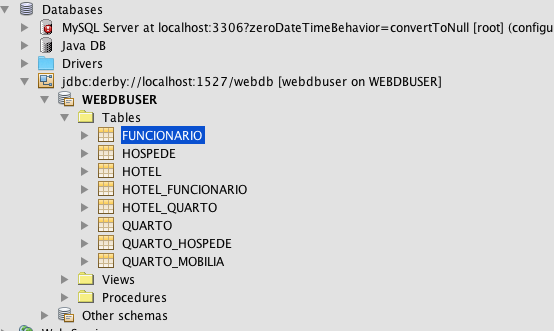 Databases
MySQL Server at localhost:3306?zeroDateTimeBehavior=convertToNull [root] (configu
Java DB
Drivers
jdbc:derby://localhost:1527/webdb [webdbuser on WEBDBUSER]
WEBDBUSER
Tables
FUNCIONARIO
HOSPEDE
HOTEL
HOTEL_FUNCIONARIO
HOTEL_QUARTO
QUARTO
QUARTO_HOSPEDE
QUARTO_MOBILIA
Views
Procedures
Other schemas